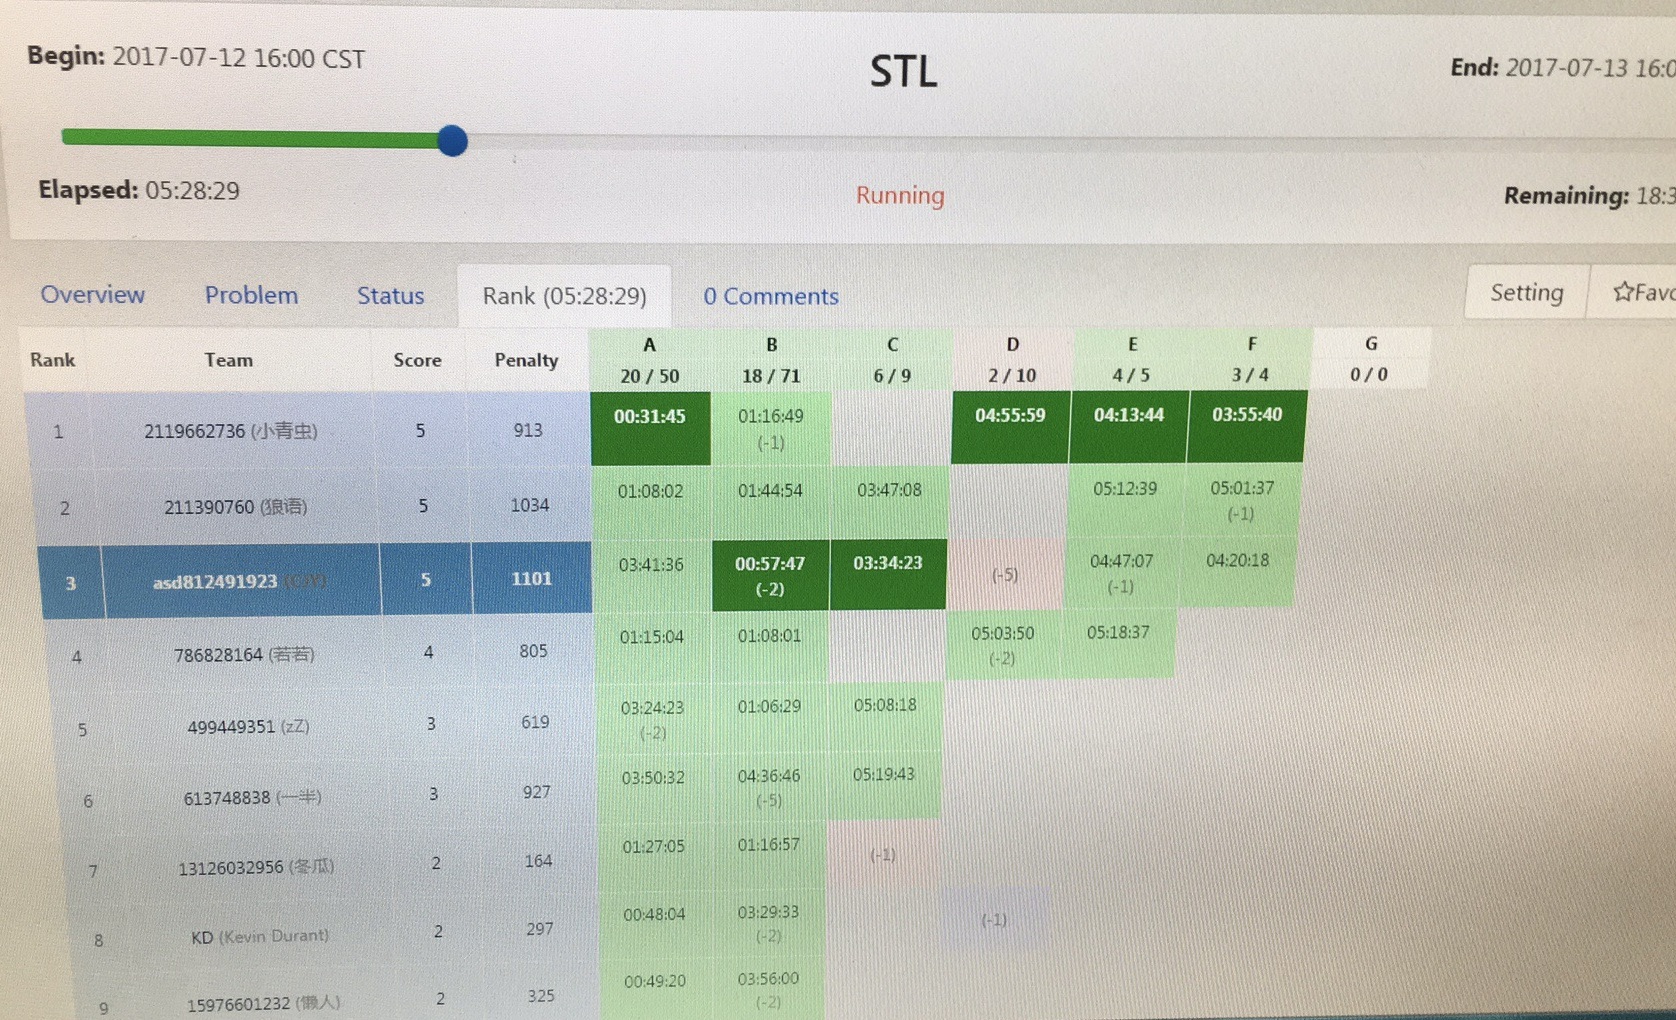 Begin: 2017-07-12 16:00 CST
STL
End: 2017-07-13 16:0
Elapsed: 05:28:29
Running
Remaining: 18:3
Overview Problem Status Rank (05:28:29) 0 Comments Setting ☆Favo
Rank Team Score Penalty A B C D E F G
20 / 50 18 / 71 6 / 9 2 / 10 4 / 5 3 / 4 0 / 0
1 2119662736 (小青虫) 5 913 00:31:45 01:16:49 04:55:59 04:13:44 03:55:40
(-1)
2 211390760 (狼语) 5 1034 01:08:02 01:44:54 03:47:08 05:12:39 05:01:37
(-1)
3 asd812491923 5 1101 03:41:36 00:57:47 03:34:23 (-5) 04:47:07 04:20:18
(-2) (-1)
4 786828164 (若若) 4 805 01:15:04 01:08:01 05:03:50 05:18:37
(-2)
5 499449351 (zZ) 3 619 03:24:23 01:06:29 05:08:18
(-2)
6 613748838 (一半) 3 927 03:50:32 04:36:46 05:19:43
(-5)
7 13126032956 (冬瓜) 2 164 01:27:05 01:16:57 (-1)
8 KD (Kevin Durant) 2 297 00:48:04 03:29:33 (-1)
(-2)
9 15976601232 (懒人) 2 325 00:49:20 03:56:00
(-2)